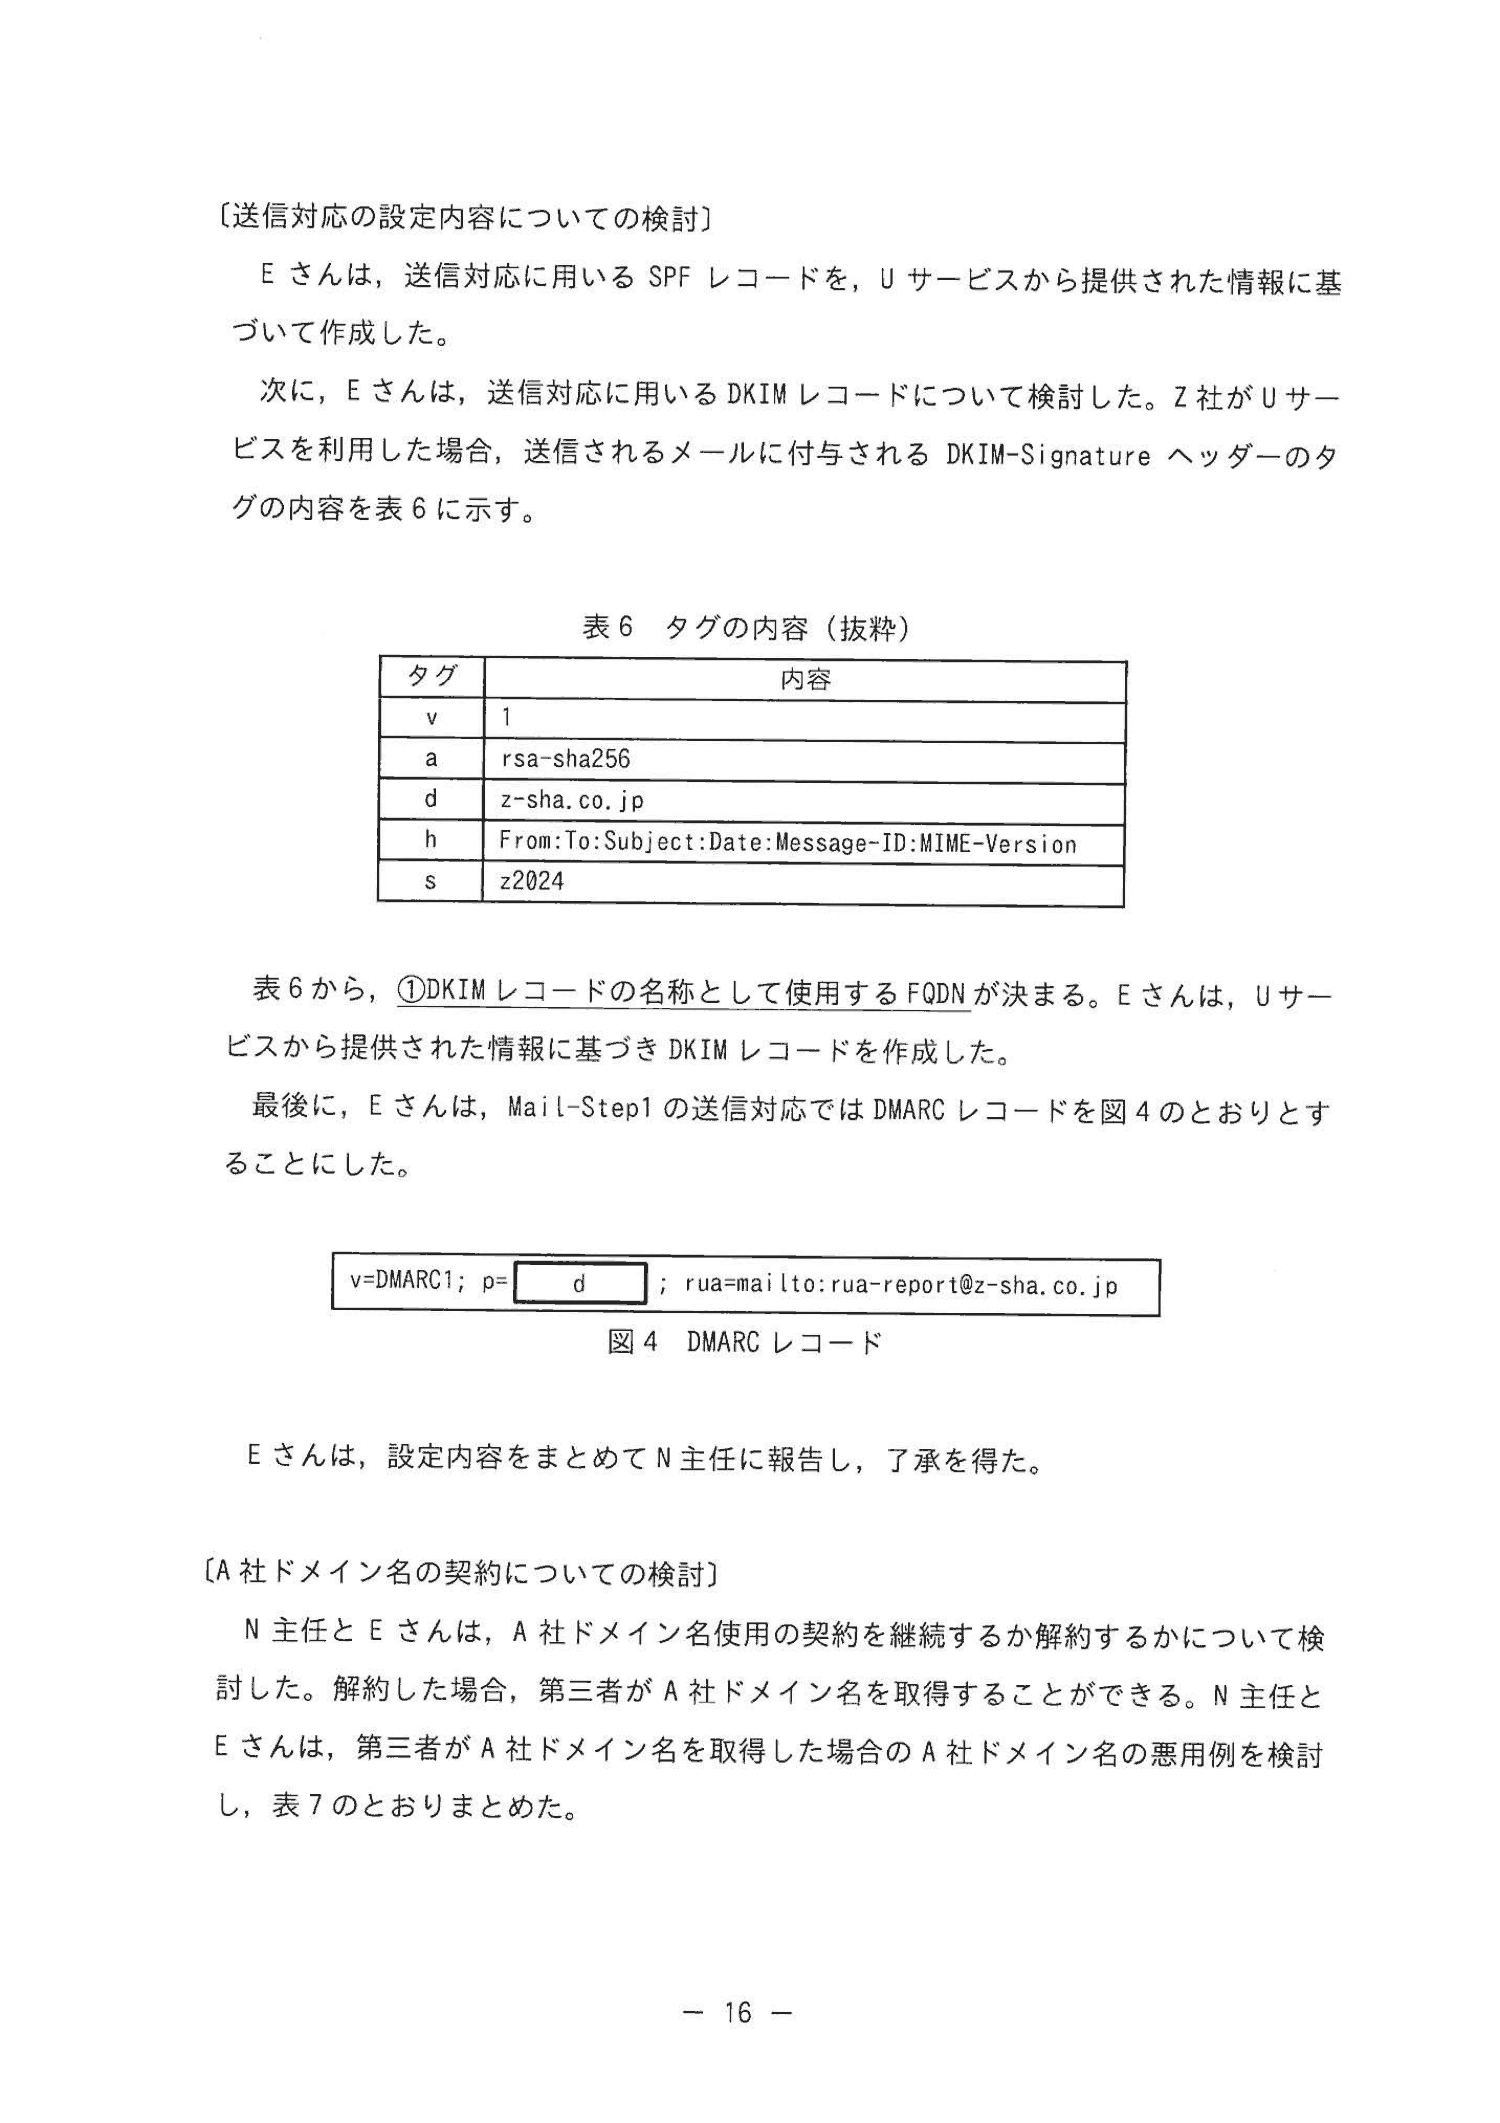 〔送信対応の設定内容についての検討〕
E さんは，送信対応に用いる SPF レコードを，U サービスから提供された情報に基
づいて作成した。
次に，E さんは，送信対応に用いる DKIM レコードについて検討した。Z 社が U サー
ビスを利用した場合，送信されるメールに付与される DKIM-Signature ヘッダーのタ
グの内容を表 6 に示す。
表 6 タグの内容（抜粋）
タグ 内容
v 1
a rsa-sha256
d z-sha.co.jp
h From:To:Subject:Date:Message-ID:MIME-Version
s z2024
表 6 から，①DKIM レコードの名称として使用する FQDN が決まる。E さんは，U サー
ビスから提供された情報に基づき DKIM レコードを作成した。
最後に，E さんは，Mail-Step1 の送信対応では DMARC レコードを図 4 のとおりとす
ることにした。
v=DMARC1; p= d ; rua=mailto:rua-report@z-sha.co.jp
図 4 DMARC レコード
E さんは，設定内容をまとめて N 主任に報告し，了承を得た。
〔A 社ドメイン名の契約についての検討〕
N 主任と E さんは，A 社ドメイン名使用の契約を継続するか解約するかについて検
討した。解約した場合，第三者が A 社ドメイン名を取得することができる。N 主任と
E さんは，第三者が A 社ドメイン名を取得した場合の A 社ドメイン名の悪用例を検討
し，表 7 のとおりまとめた。
− 16 −